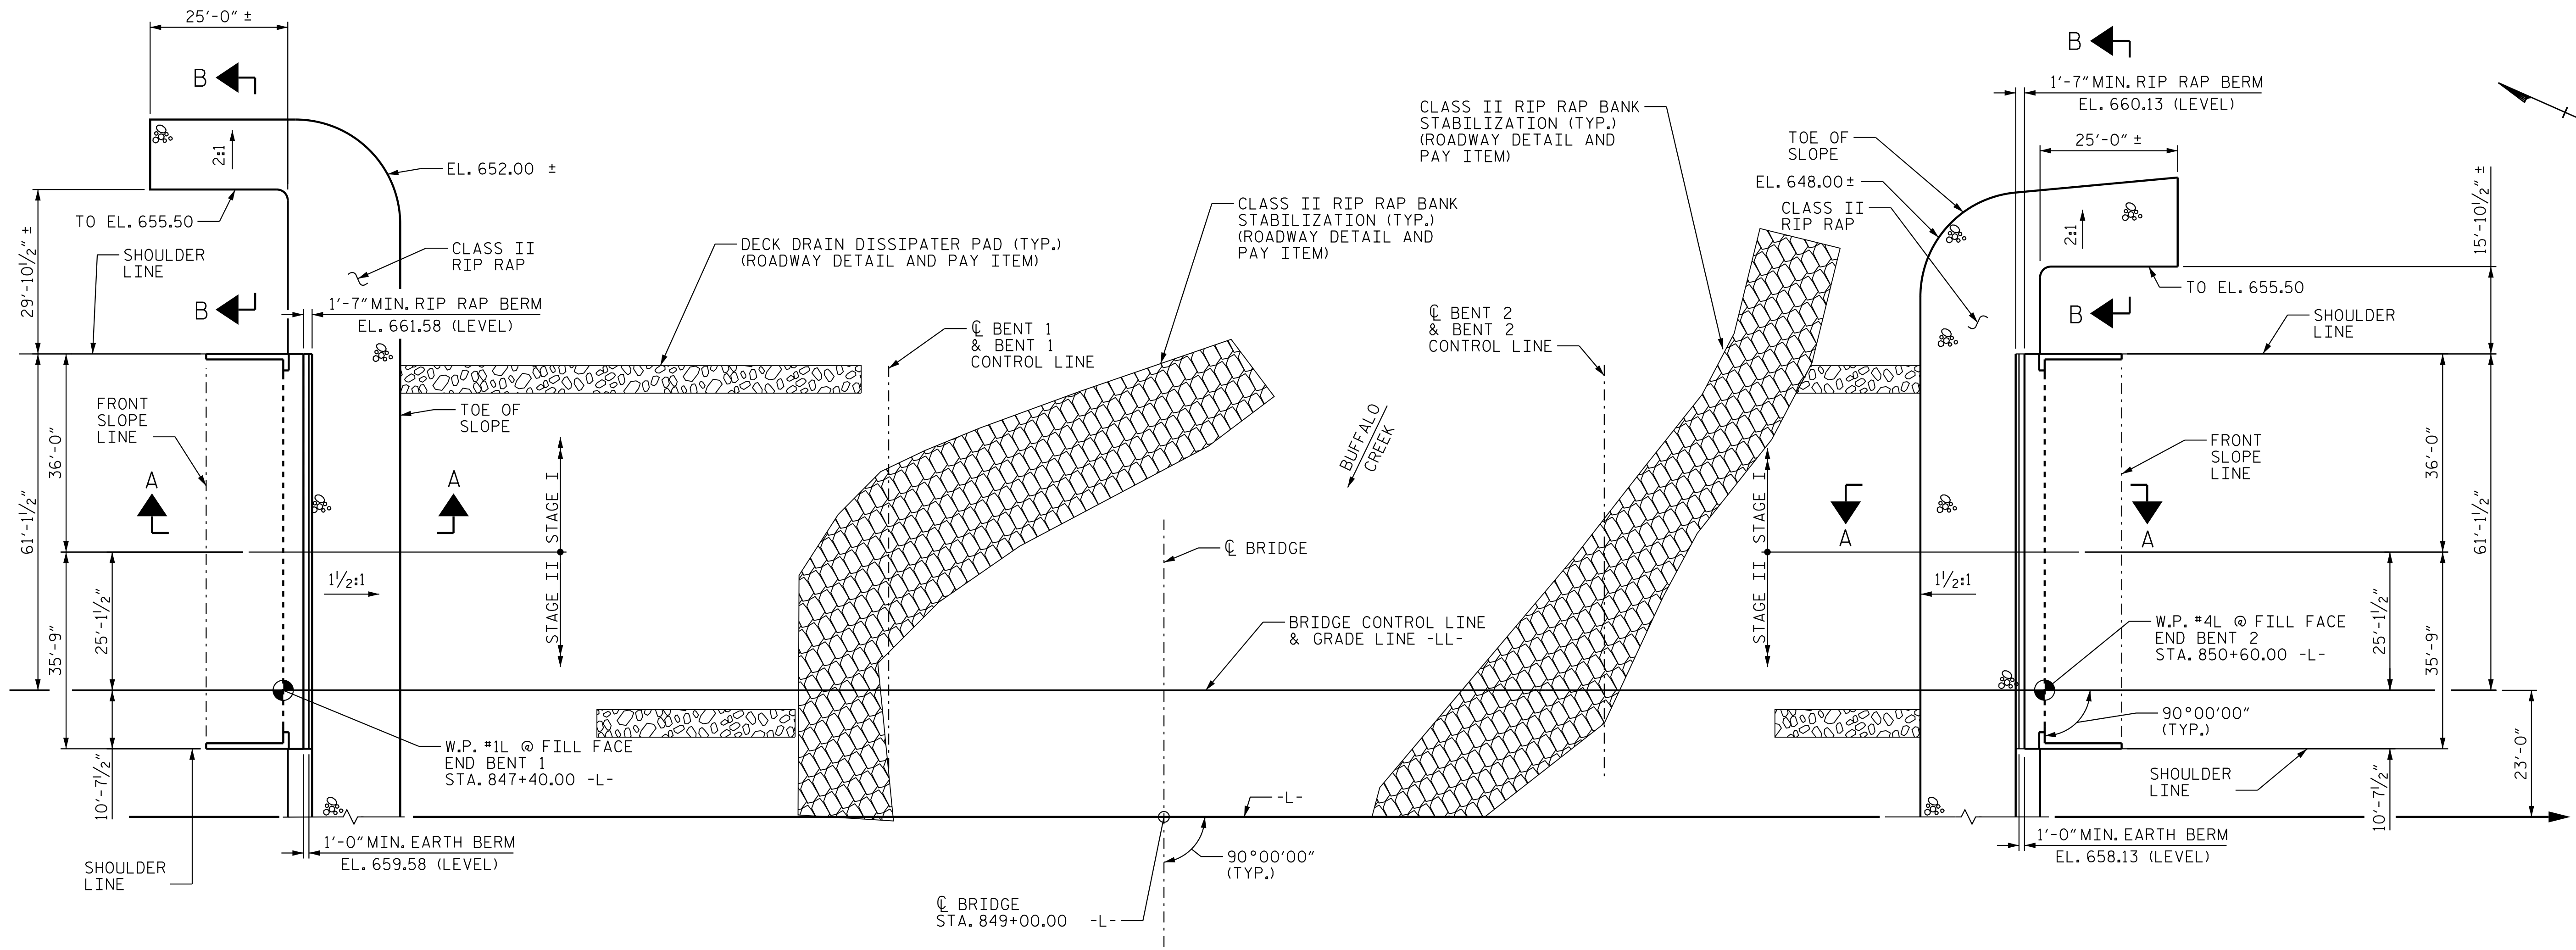 25'-0" ±
B
B
1'-7" MIN. RIP RAP BERM
EL. 660.13 (LEVEL)
25'-0" ±
2:1
EL. 652.00 ±
TO EL. 655.50
29'-10½" ±
SHOULDER
LINE
CLASS II
RIP RAP
B
1'-7" MIN. RIP RAP BERM
EL. 661.58 (LEVEL)
DECK DRAIN DISSIPATER PAD (TYP.)
(ROADWAY DETAIL AND PAY ITEM)
CLASS II RIP RAP BANK
STABILIZATION (TYP.)
(ROADWAY DETAIL AND
PAY ITEM)
CLASS II RIP RAP BANK
STABILIZATION (TYP.)
(ROADWAY DETAIL AND
PAY ITEM)
TOE OF
SLOPE
EL. 648.00 ±
CLASS II
RIP RAP
2:1
15'-10½" ±
TO EL. 655.50
B
SHOULDER
LINE
℄ BENT 1
& BENT 1
CONTROL LINE
℄ BENT 2
& BENT 2
CONTROL LINE
FRONT
SLOPE
LINE
TOE OF
SLOPE
36'-0"
61'-1½"
A
A
STAGE I
STAGE II
BUFFALO
CREEK
STAGE I
STAGE II
A
A
FRONT
SLOPE
LINE
36'-0"
61'-1½"
℄ BRIDGE
1½:1
1½:1
35'-9"
25'-1½"
BRIDGE CONTROL LINE
& GRADE LINE -LL-
W.P. #4L @ FILL FACE
END BENT 2
STA. 850+60.00 -L-
25'-1½"
35'-9"
90°00'00"
(TYP.)
W.P. #1L @ FILL FACE
END BENT 1
STA. 847+40.00 -L-
10'-7½"
SHOULDER
LINE
10'-7½"
23'-0"
-L-
1'-0" MIN. EARTH BERM
EL. 659.58 (LEVEL)
1'-0" MIN. EARTH BERM
EL. 658.13 (LEVEL)
SHOULDER
LINE
90°00'00"
(TYP.)
℄ BRIDGE
STA. 849+00.00 -L-